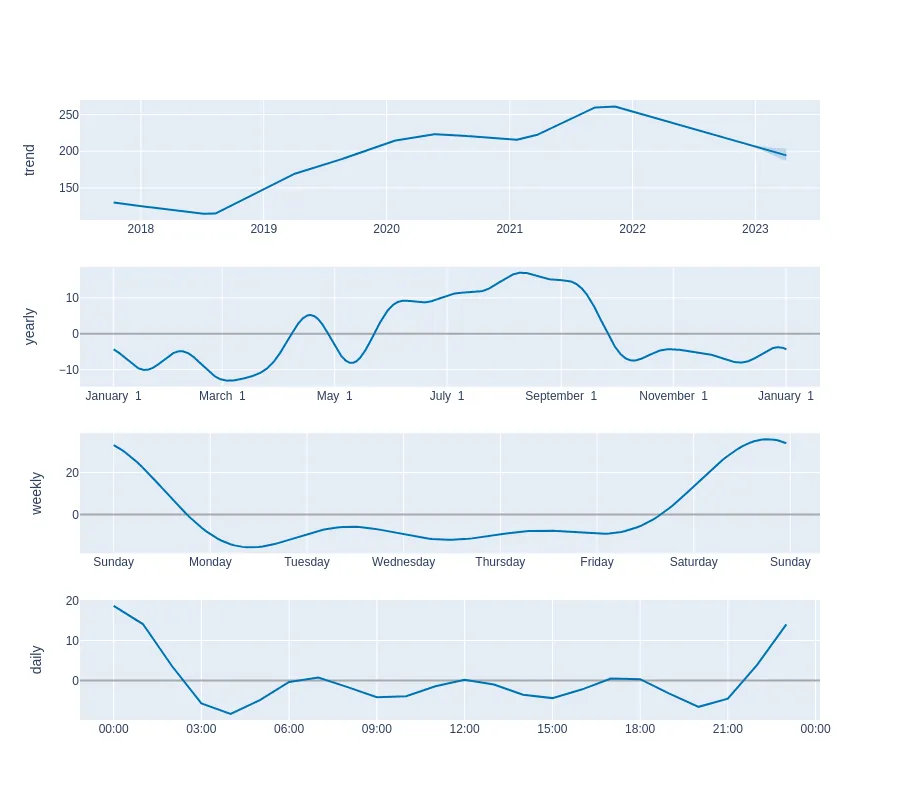 trend
250
200
150
2018 2019 2020 2021 2022 2023
yearly
10
0
−10
January 1 March 1 May 1 July 1 September 1 November 1 January 1
weekly
20
0
Sunday Monday Tuesday Wednesday Thursday Friday Saturday Sunday
daily
20
10
0
00:00 03:00 06:00 09:00 12:00 15:00 18:00 21:00 00:00